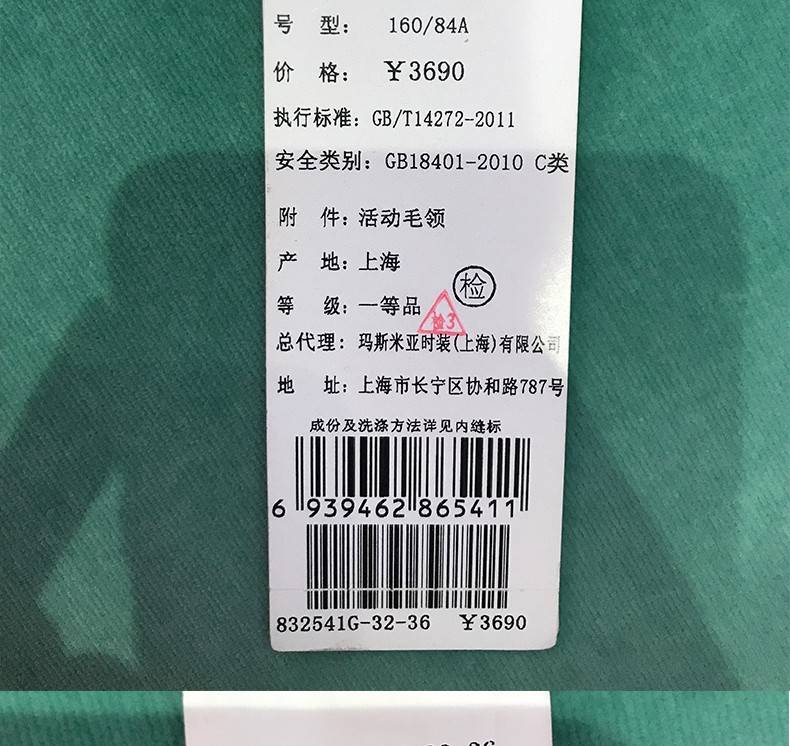 号 型: 160/84A
价 格: ¥3690
执行标准: GB/T14272-2011
安全类别: GB18401-2010 C类
附 件: 活动毛领
产 地: 上海
检
等 级: 一等品
检3
总代理: 玛斯米亚时装(上海)有限公司
地 址: 上海市长宁区协和路787号
成份及洗涤方法详见内缝标
6 939462 865411
832541G-32-36 ¥3690